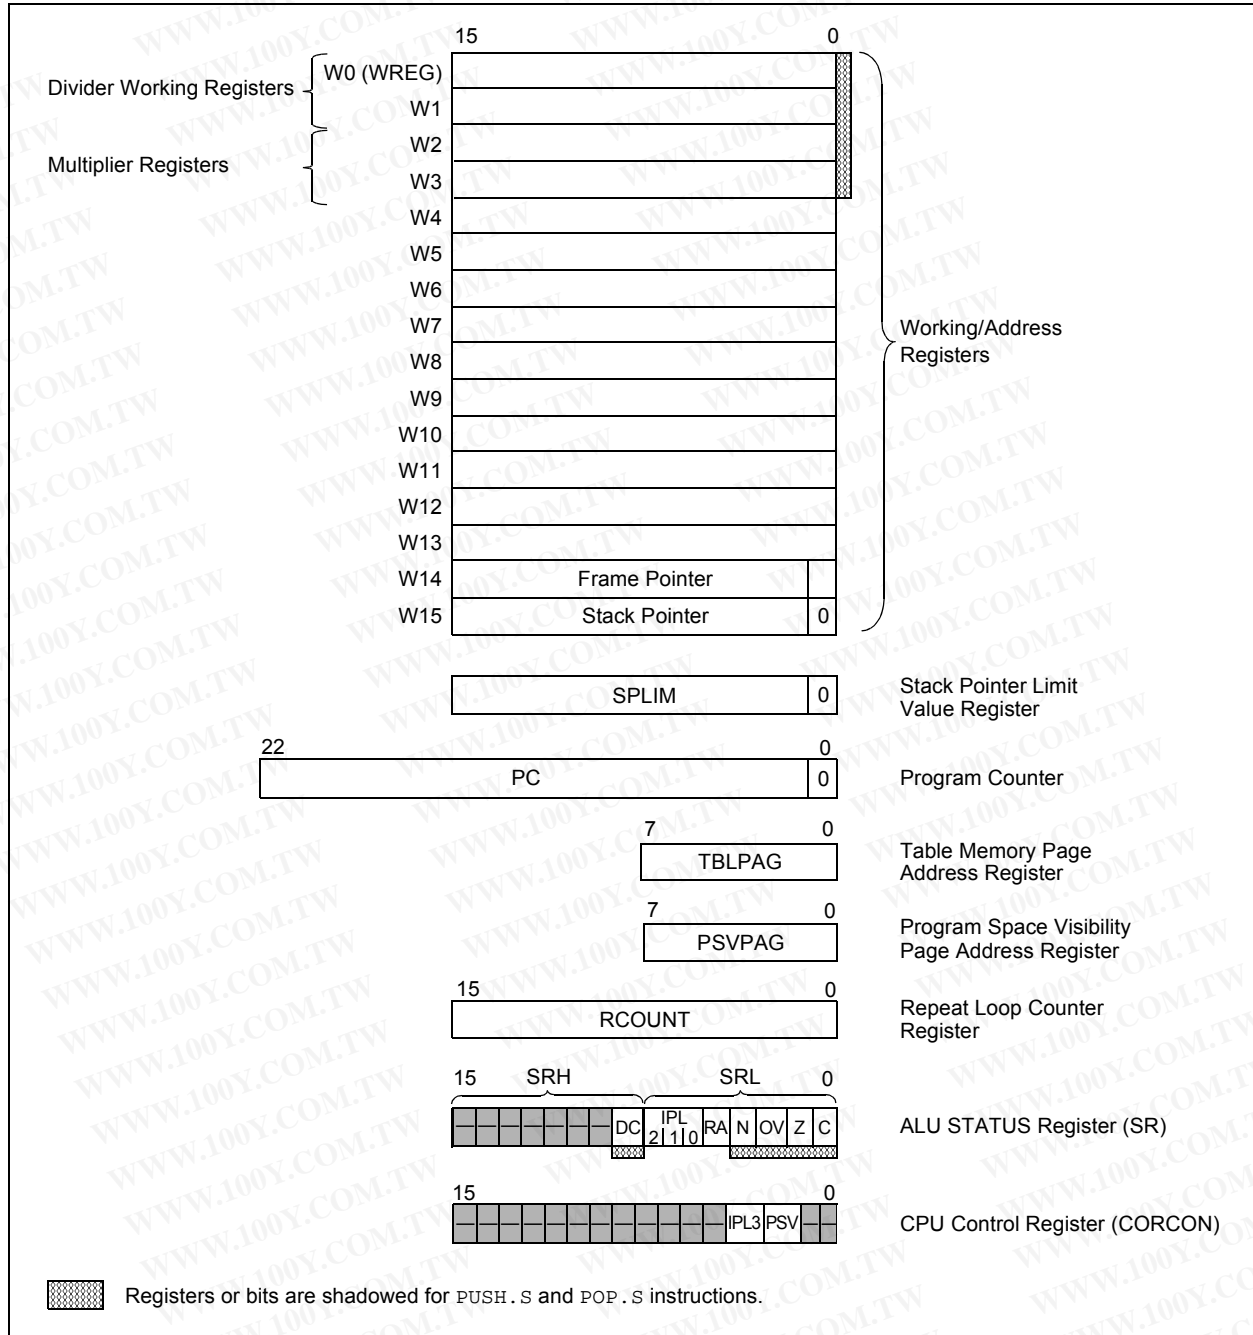 15 0
Divider Working Registers
W0 (WREG)
W1
Multiplier Registers
W2
W3
W4
W5
W6
W7
Working/Address
Registers
W8
W9
W10
W11
W12
W13
W14 Frame Pointer
W15 Stack Pointer 0
SPLIM 0
Stack Pointer Limit
Value Register
22 0
PC 0
Program Counter
7 0
TBLPAG
Table Memory Page
Address Register
7 0
PSVPAG
Program Space Visibility
Page Address Register
15 0
RCOUNT
Repeat Loop Counter
Register
15 SRH SRL 0
— — — — — — — DC IPL 2 1 0 RA N OV Z C
ALU STATUS Register (SR)
15 0
— — — — — — — — — — — — IPL3 PSV — —
CPU Control Register (CORCON)
Registers or bits are shadowed for PUSH.S and POP.S instructions.
WWW.100Y.COM.TW